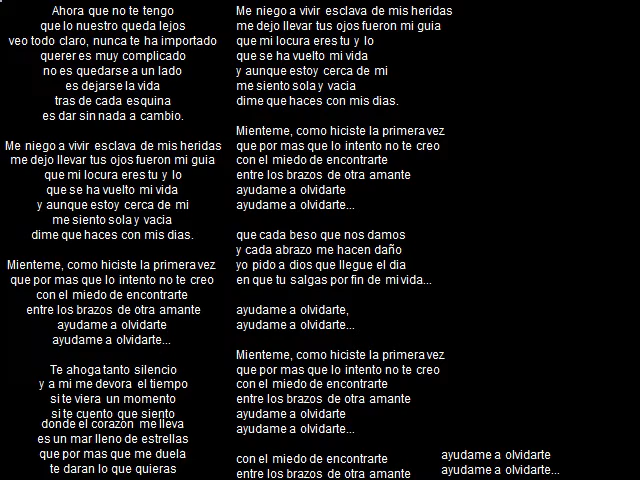 Ahora que no te tengo
que lo nuestro queda lejos
veo todo claro, nunca te ha importado
querer es muy complicado
no es quedarse a un lado
es dejarse la vida
tras de cada esquina
es dar sin nada a cambio.

Me niego a vivir esclava de mis heridas
me dejo llevar tus ojos fueron mi guia
que mi locura eres tu y lo
que se ha vuelto mi vida
y aunque estoy cerca de mi
me siento sola y vacia
dime que haces con mis dias.

Mienteme, como hiciste la primera vez
que por mas que lo intento no te creo
con el miedo de encontrarte
entre los brazos de otra amante
ayudame a olvidarte
ayudame a olvidarte...

Te ahoga tanto silencio
y a mi me devora el tiempo
si te viera un momento
si te cuento que siento
donde el corazón me lleva
es un mar lleno de estrellas
que por mas que me duela
te daran lo que quieras

Me niego a vivir esclava de mis heridas
me dejo llevar tus ojos fueron mi guia
que mi locura eres tu y lo
que se ha vuelto mi vida
y aunque estoy cerca de mi
me siento sola y vacia
dime que haces con mis dias.

Mienteme, como hiciste la primera vez
que por mas que lo intento no te creo
con el miedo de encontrarte
entre los brazos de otra amante
ayudame a olvidarte
ayudame a olvidarte...

que cada beso que nos damos
y cada abrazo me hacen daño
yo pido a dios que llegue el dia
en que tu salgas por fin de mi vida...

ayudame a olvidarte,
ayudame a olvidarte...

Mienteme, como hiciste la primera vez
que por mas que lo intento no te creo
con el miedo de encontrarte
entre los brazos de otra amante
ayudame a olvidarte
ayudame a olvidarte...

con el miedo de encontrarte
entre los brazos de otra amante
ayudame a olvidarte
ayudame a olvidarte...